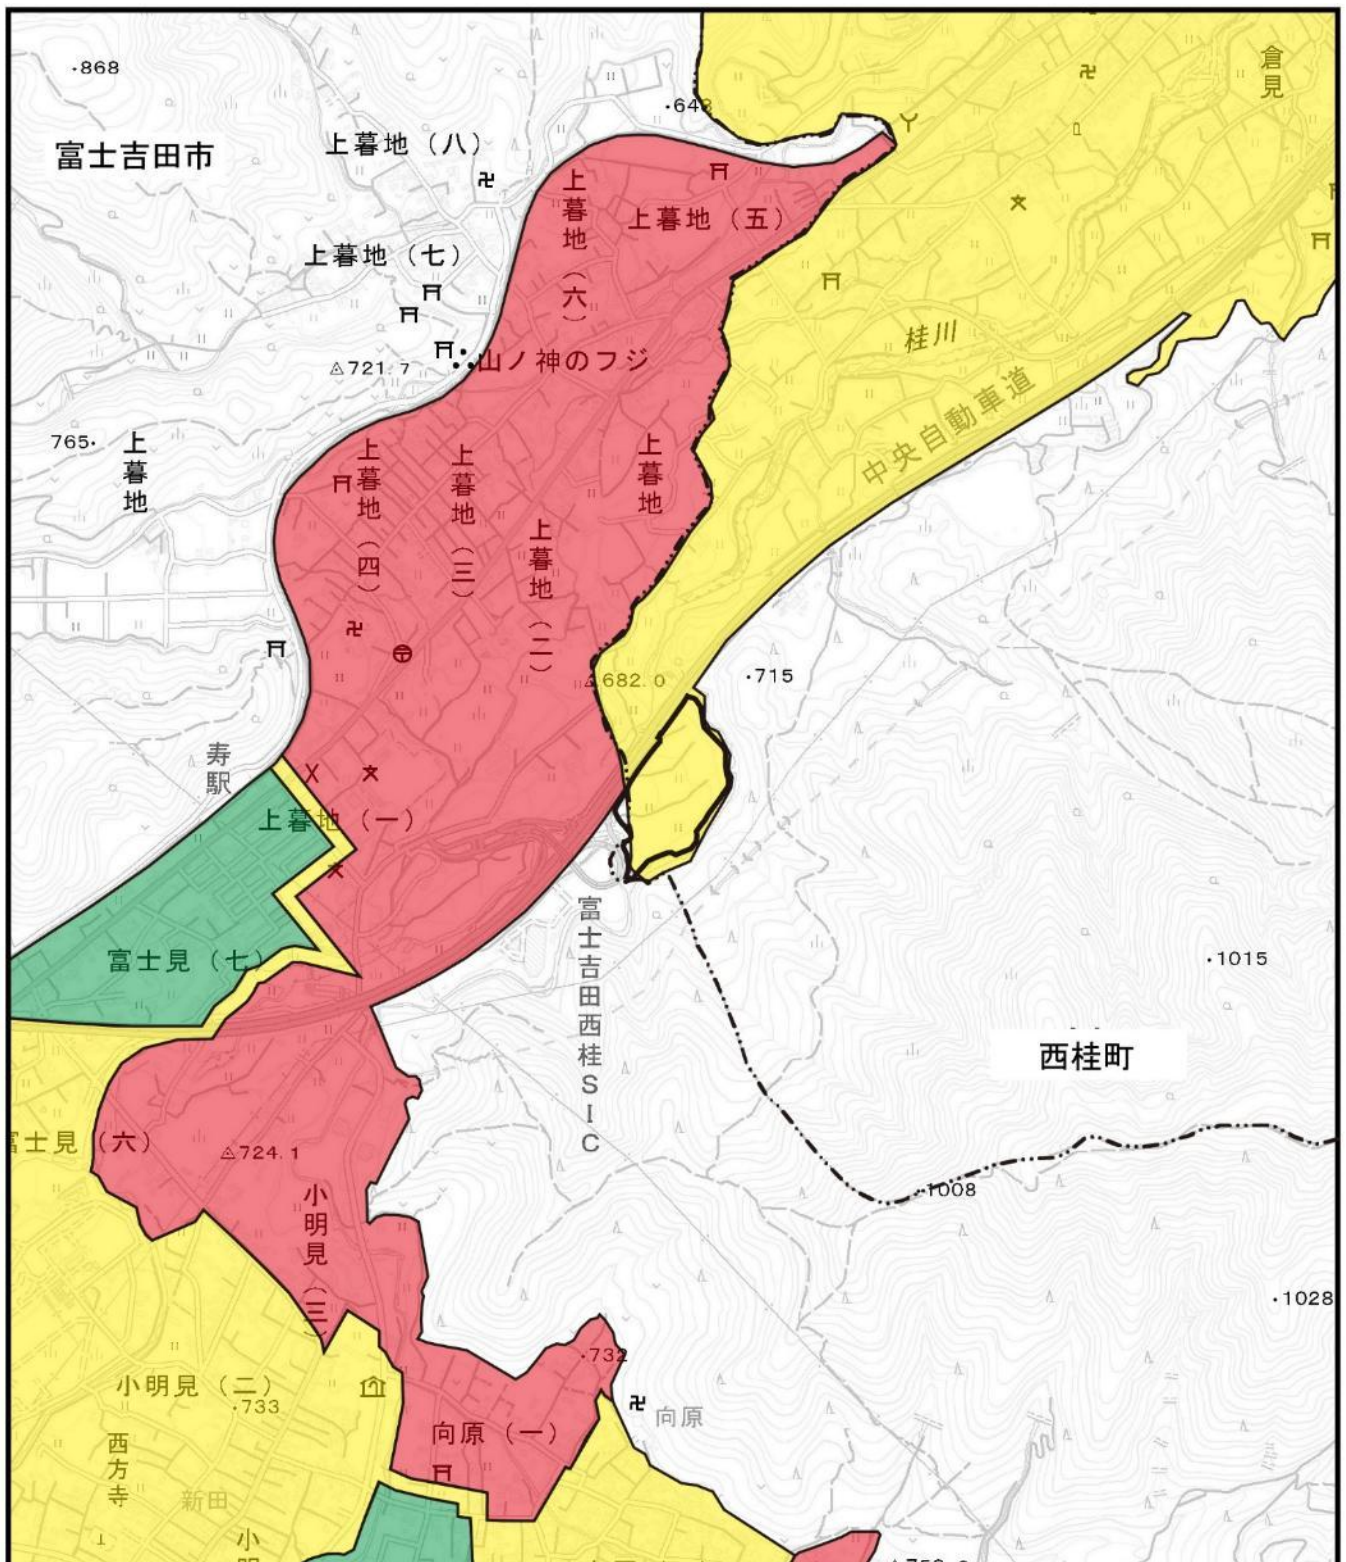 ・868
倉見
・643
富士吉田市
上暮地（八）
上暮地（六）
上暮地（五）
上暮地（七）
桂川
山ノ神のフジ
721.7
中央自動車道
765・
上暮地
上暮地（四）
上暮地（三）
上暮地
上暮地（二）
682.0
・715
寿駅
上暮地（一）
富士吉田西桂SIC
富士見（七）
・1015
西桂町
富士見（六）
724.1
・1008
小明見（三）
・1028
・732
小明見（二）
・733
向原
向原（一）
西方寺
新田